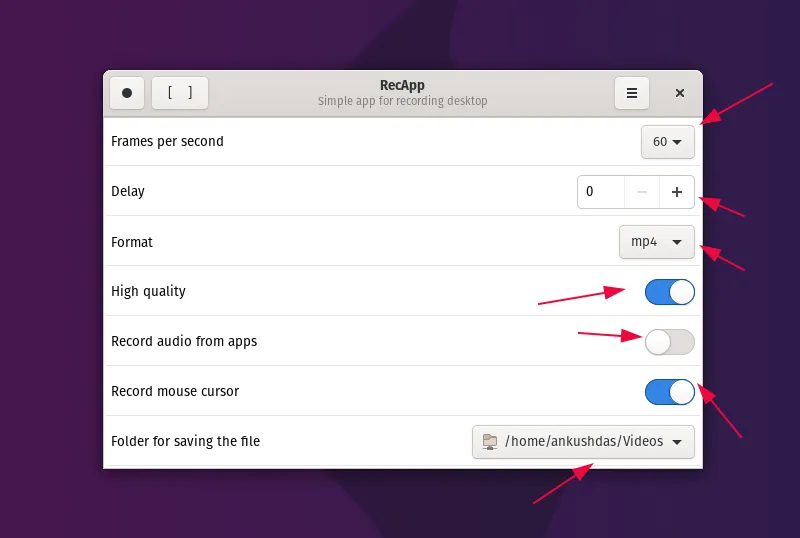 [ ]
RecApp
Simple app for recording desktop
Frames per second 60
Delay 0
Format mp4
High quality
Record audio from apps
Record mouse cursor
Folder for saving the file /home/ankushdas/Videos